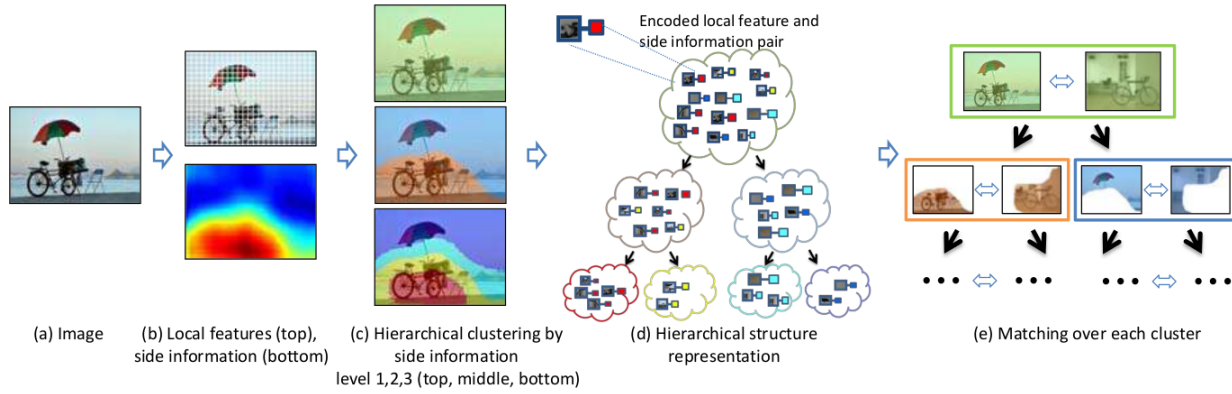 Encoded local feature and
side information pair
(a) Image
(b) Local features (top),
side information (bottom)
(c) Hierarchical clustering by
side information
level 1,2,3 (top, middle, bottom)
(d) Hierarchical structure
representation
(e) Matching over each cluster